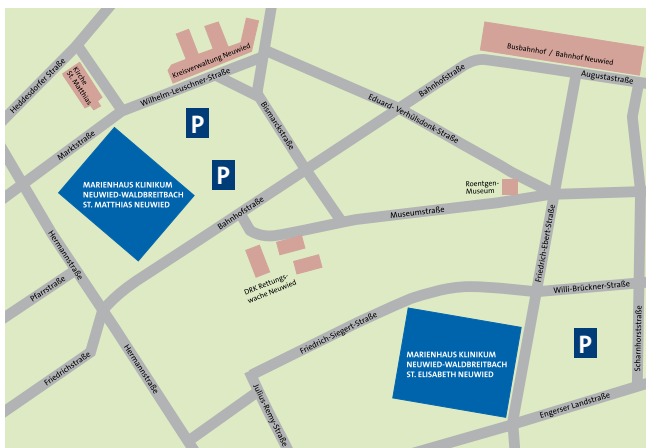 Heddesdorfer Straße
Kirche
St. Matthias
Kreisverwaltung Neuwied
Wilhelm-Leuschner-Straße
Busbahnhof / Bahnhof Neuwied
Augustastraße
Bahnhofstraße
Eduard- Verhülsdonk-Straße
Bismarckstraße
P
Marktstraße
P
MARIENHAUS KLINIKUM
NEUWIED-WALDBREITBACH
ST. MATTHIAS NEUWIED
Roentgen-
Museum
Bahnhofstraße
Museumstraße
Friedrich-Ebert-Straße
Hermannstraße
Pfarrstraße
DRK Rettungs-
wache Neuwied
Willi-Brückner-Straße
Friedrich-Siegert-Straße
Scharnhorststraße
P
MARIENHAUS KLINIKUM
NEUWIED-WALDBREITBACH
ST. ELISABETH NEUWIED
Friedrichstraße
Hermannstraße
Julius-Remy-Straße
Engerser Landstraße